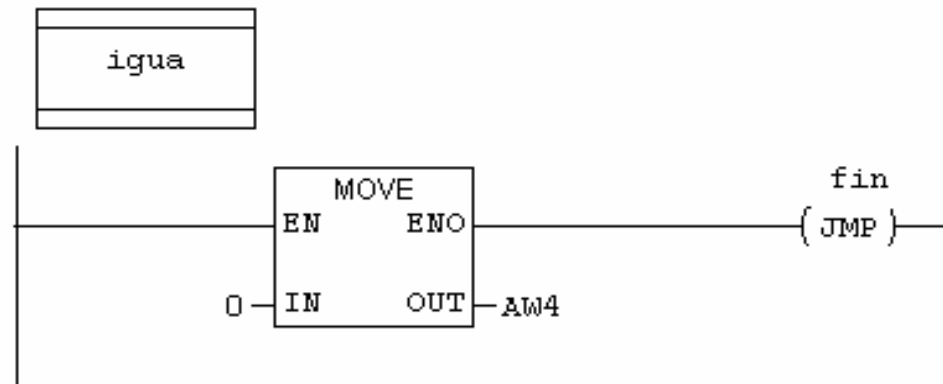 igua
fin
MOVE
EN ENO ( JMP )
0 IN OUT AW4